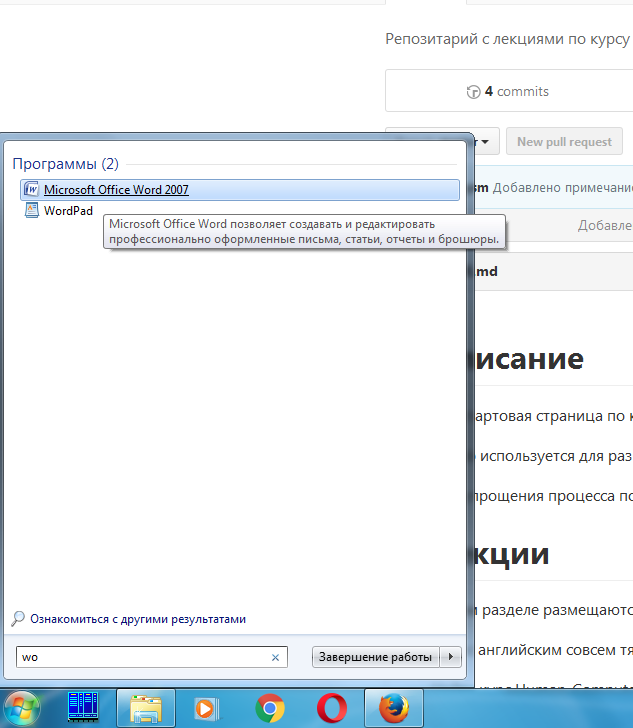 Репозитарий с лекциями по курсу
4 commits
New pull request
Программы (2)
Microsoft Office Word 2007
Добавлено примечание
WordPad
Microsoft Office Word позволяет создавать и редактировать
профессионально оформленные письма, статьи, отчеты и брошюры.
Добавле
md
исание
артовая страница по к
используется для раз
прощения процесса по
кции
Ознакомиться с другими результатами
м разделе размещаютс
wo
Завершение работы
английским совсем тя